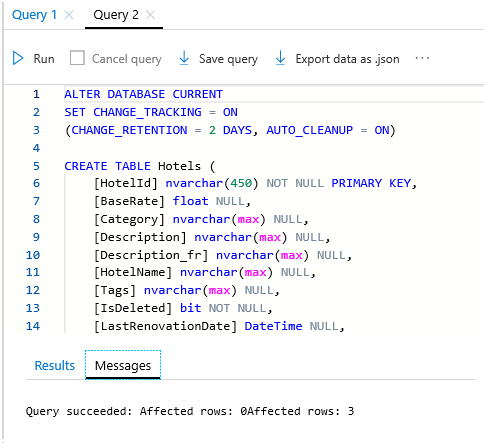 Query 1 × Query 2 ×
Run Cancel query Save query Export data as .json ···
1 ALTER DATABASE CURRENT
2 SET CHANGE_TRACKING = ON
3 (CHANGE_RETENTION = 2 DAYS, AUTO_CLEANUP = ON)
4
5 CREATE TABLE Hotels (
6 [HotelId] nvarchar(450) NOT NULL PRIMARY KEY,
7 [BaseRate] float NULL,
8 [Category] nvarchar(max) NULL,
9 [Description] nvarchar(max) NULL,
10 [Description_fr] nvarchar(max) NULL,
11 [HotelName] nvarchar(max) NULL,
12 [Tags] nvarchar(max) NULL,
13 [IsDeleted] bit NOT NULL,
14 [LastRenovationDate] DateTime NULL,
Results Messages
Query succeeded: Affected rows: 0Affected rows: 3